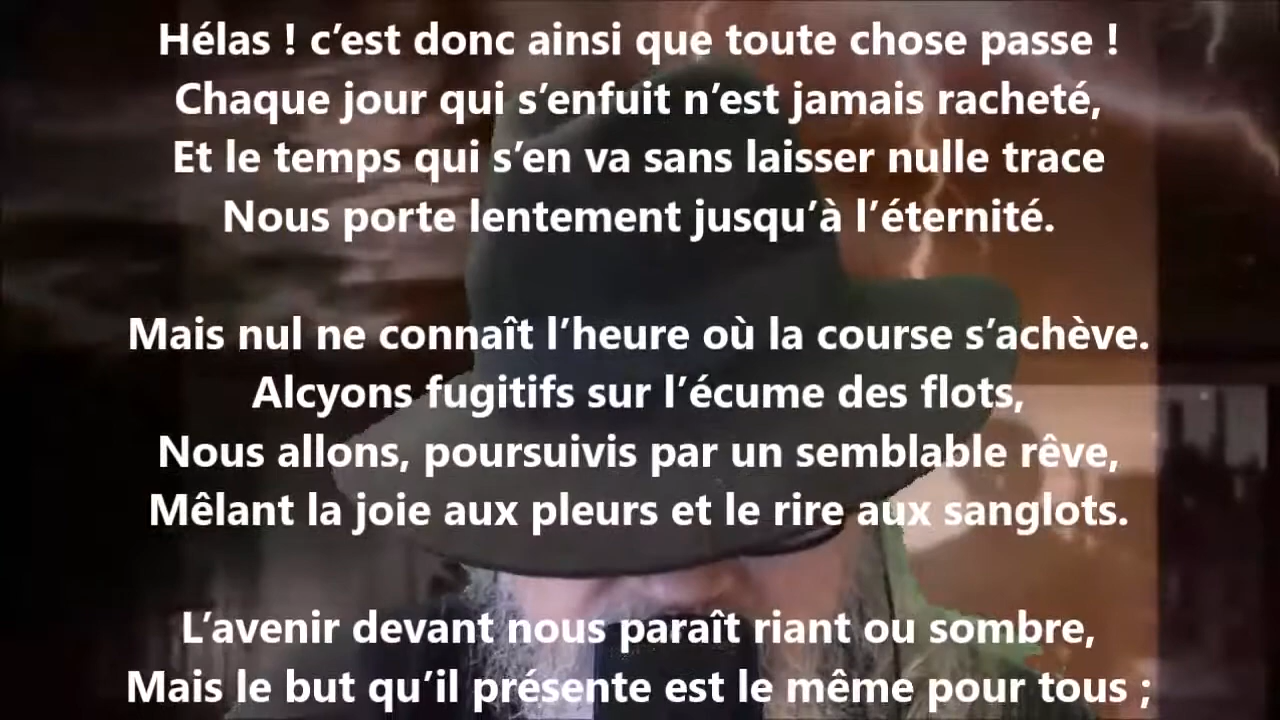 Hélas ! c’est donc ainsi que toute chose passe !
Chaque jour qui s’enfuit n’est jamais racheté,
Et le temps qui s’en va sans laisser nulle trace
Nous porte lentement jusqu’à l’éternité.
Mais nul ne connaît l’heure où la course s’achève.
Alcyons fugitifs sur l’écume des flots,
Nous allons, poursuivis par un semblable rêve,
Mêlant la joie aux pleurs et le rire aux sanglots.
L’avenir devant nous paraît riant ou sombre,
Mais le but qu’il présente est le même pour tous ;